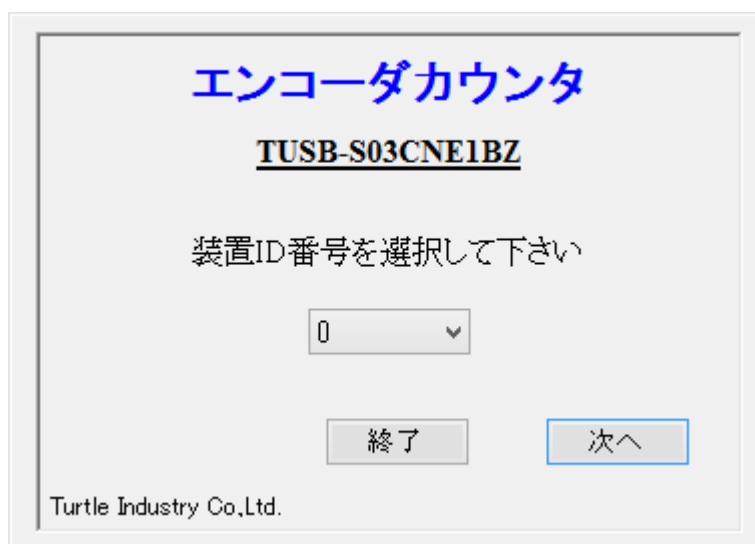 エンコーダカウンタ
TUSB-S03CNE1BZ
装置ID番号を選択して下さい
0
終了 次へ
Turtle Industry Co,Ltd.